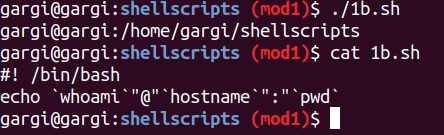 gargi@gargi:shellscripts (mod1)$ ./1b.sh
gargi@gargi:/home/gargi/shellscripts
gargi@gargi:shellscripts (mod1)$ cat 1b.sh
#! /bin/bash
echo `whoami`"@"`hostname`":"`pwd`
gargi@gargi:shellscripts (mod1)$